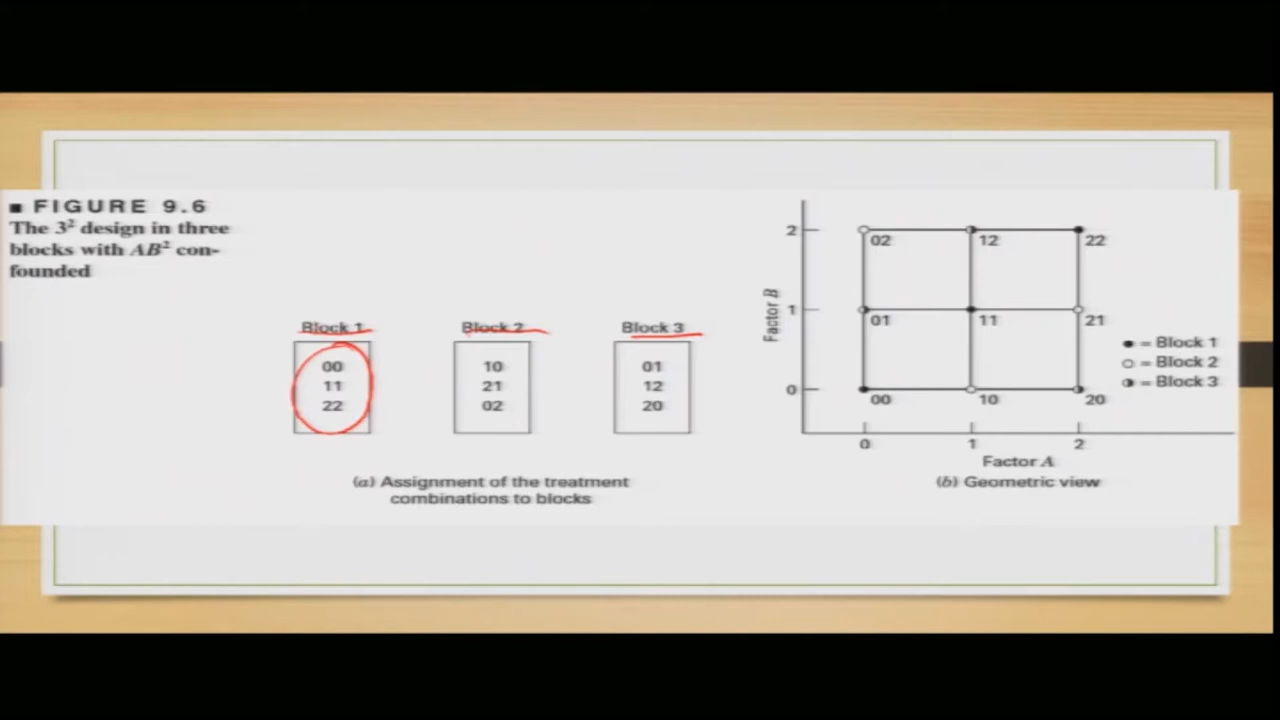 ■ FIGURE 9.6
The 3² design in three
blocks with AB² con-
founded
Block 1
00
11
22
Block 2
10
21
02
Block 3
01
12
20
(a) Assignment of the treatment
combinations to blocks
Factor B
2
1
0
02
12
22
01
11
21
00
10
20
0
1
2
Factor A
● = Block 1
○ = Block 2
◑ = Block 3
(b) Geometric view